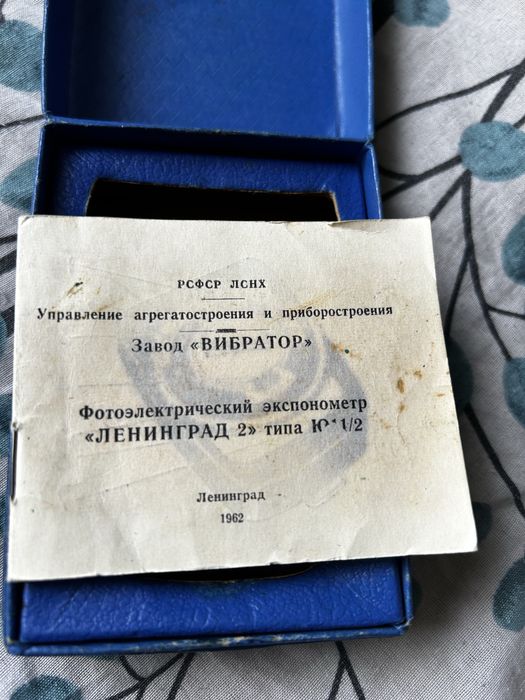 РСФСР ЛСНХ
Управление агрегатостроения и приборостроения
Завод «ВИБРАТОР»
Фотоэлектрический экспонометр
«ЛЕНИНГРАД 2» типа
Ленинград
1962